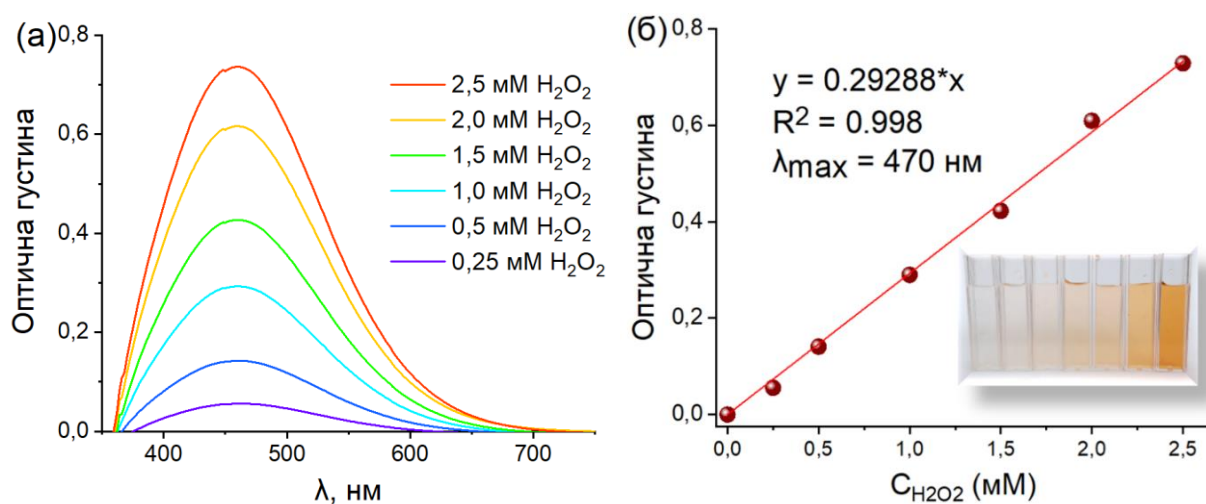 (а)
0,8
0,6
0,4
0,2
0,0
Оптична густина
2,5 мМ H₂O₂
2,0 мМ H₂O₂
1,5 мМ H₂O₂
1,0 мМ H₂O₂
0,5 мМ H₂O₂
0,25 мМ H₂O₂
400
500
600
700
λ, нм
(б)
0,8
0,6
0,4
0,2
0,0
Оптична густина
y = 0.29288*x
R² = 0.998
λmax = 470 нм
0,0
0,5
1,0
1,5
2,0
2,5
C_H2O2 (мМ)